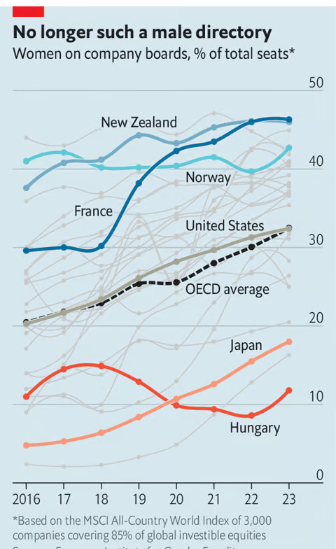 No longer such a male directory
Women on company boards, % of total seats*
50
New Zealand
40
Norway
France
United States
30
OECD average
20
Japan
10
Hungary
0
2016 17 18 19 20 21 22 23
*Based on the MSCI All-Country World Index of 3,000
companies covering 85% of global investible equities